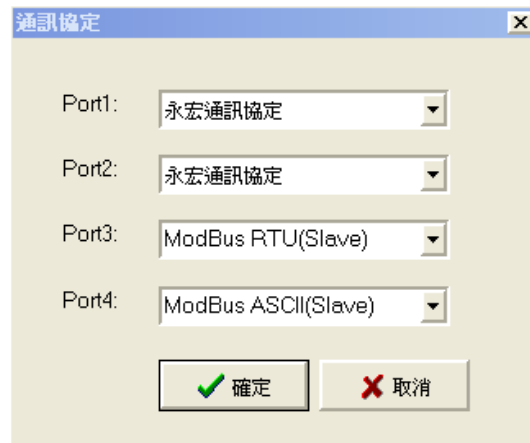 通訊協定
Port1: 永宏通訊協定
Port2: 永宏通訊協定
Port3: ModBus RTU(Slave)
Port4: ModBus ASCII(Slave)
確定 取消